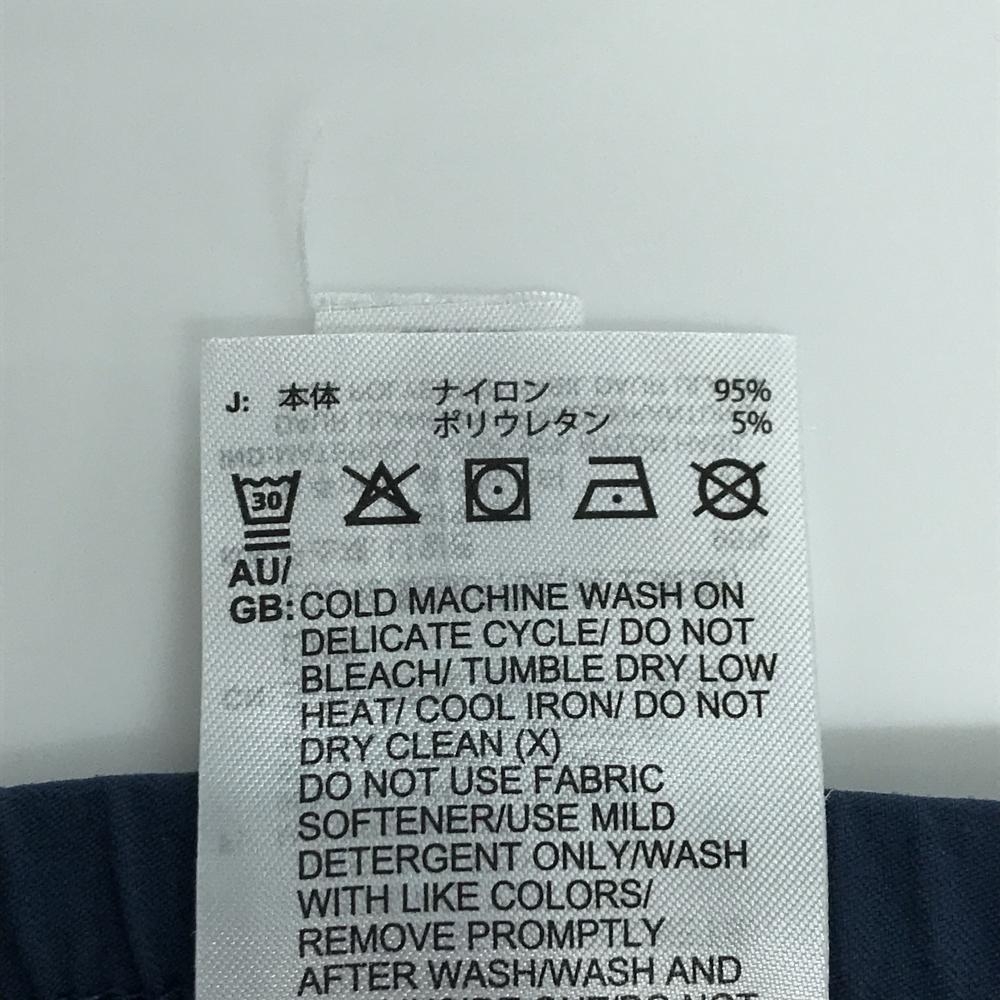 J: 本体 ナイロン 95%
ポリウレタン 5%
30
AU/
GB: COLD MACHINE WASH ON
DELICATE CYCLE/ DO NOT
BLEACH/ TUMBLE DRY LOW
HEAT/ COOL IRON/ DO NOT
DRY CLEAN (X)
DO NOT USE FABRIC
SOFTENER/USE MILD
DETERGENT ONLY/WASH
WITH LIKE COLORS/
REMOVE PROMPTLY
AFTER WASH/WASH AND